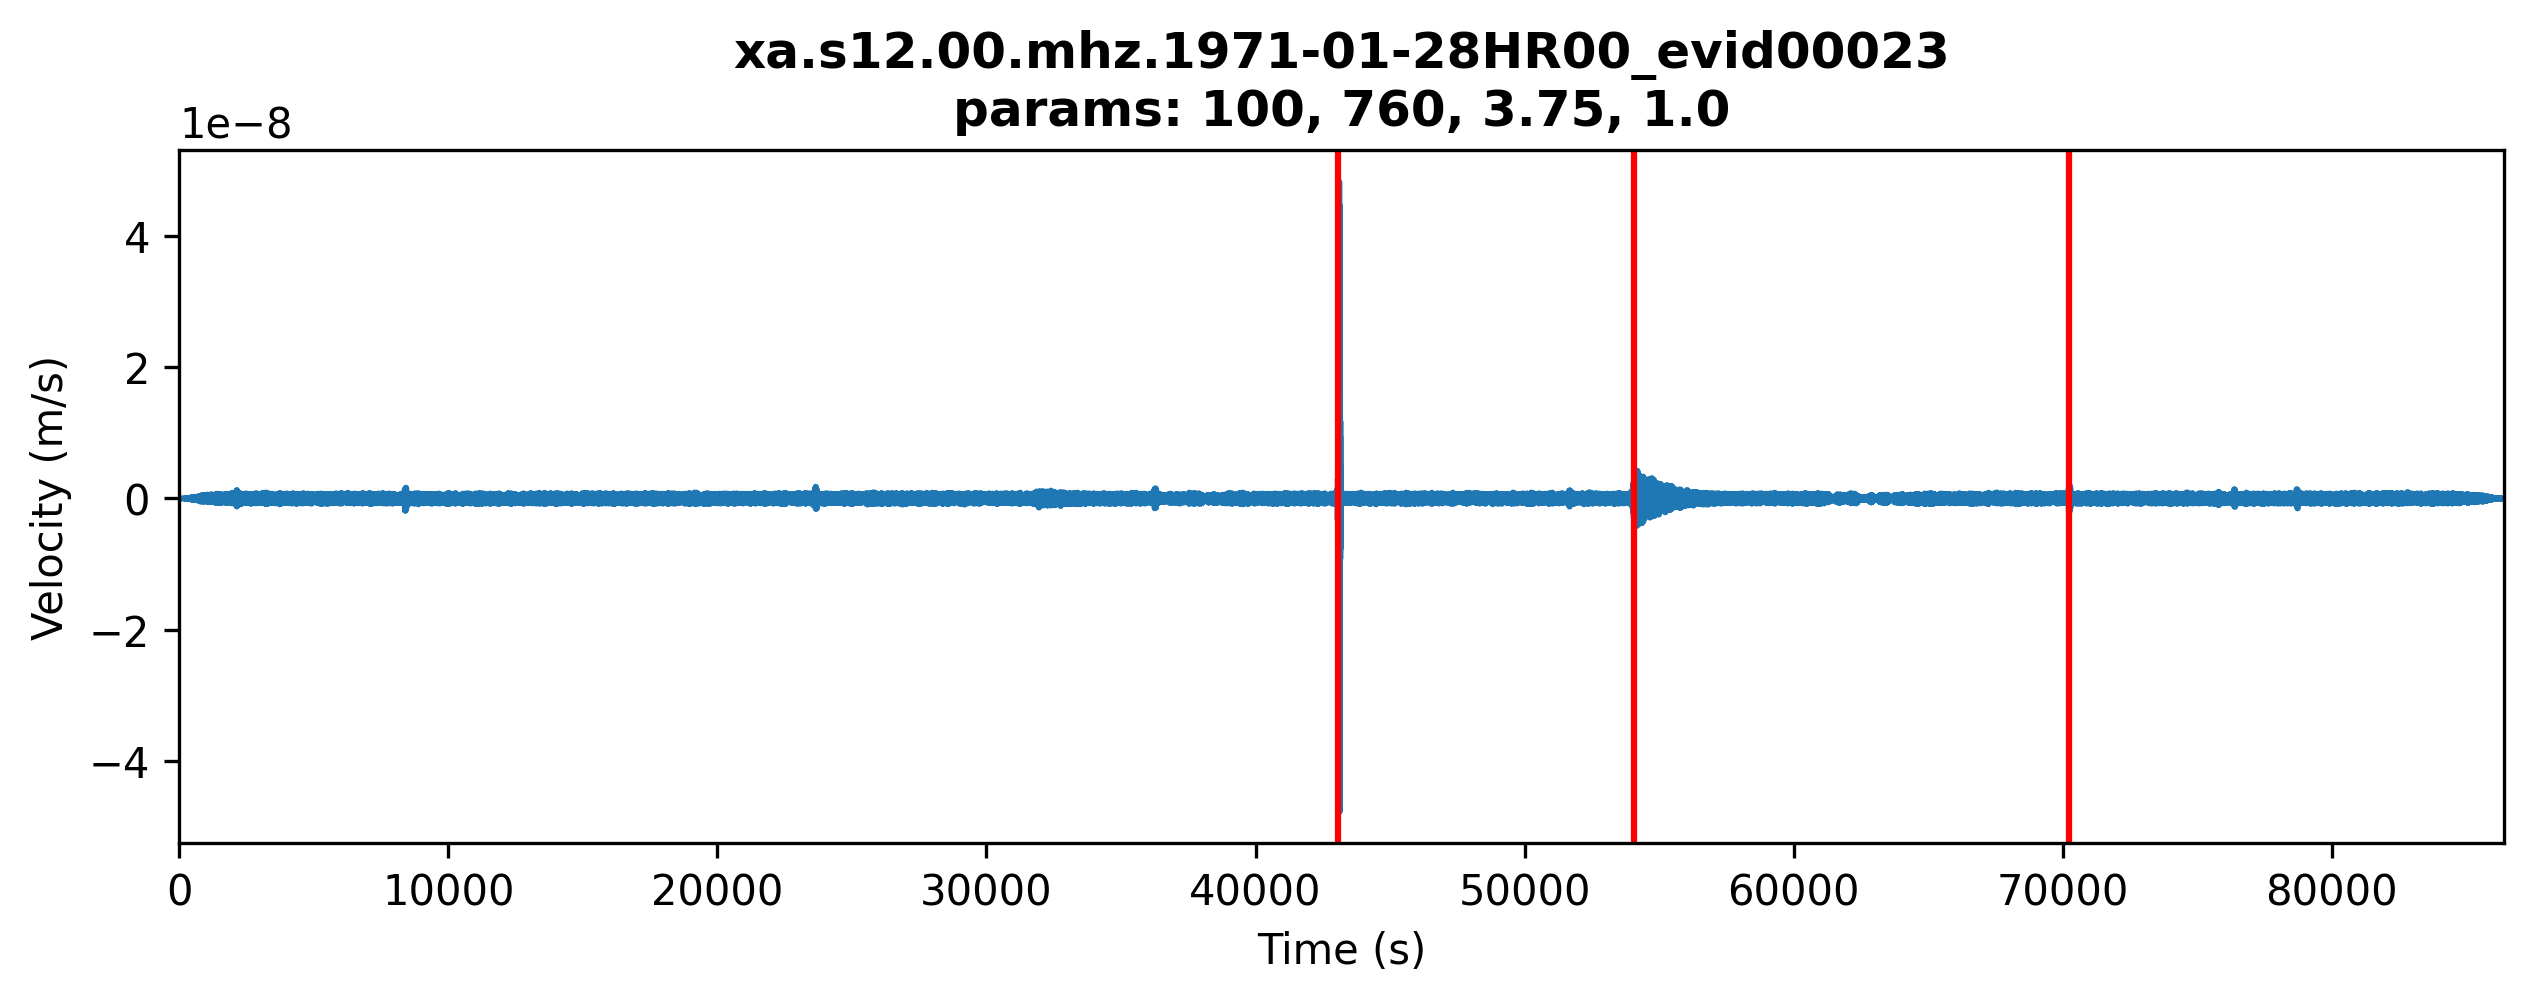 xa.s12.00.mhz.1971-01-28HR00_evid00023
params: 100, 760, 3.75, 1.0
1e−8
4
2
0
−2
−4
Velocity (m/s)
0 10000 20000 30000 40000 50000 60000 70000 80000
Time (s)